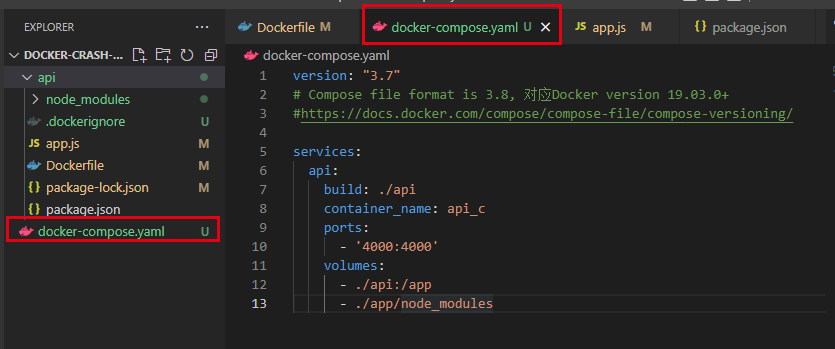 EXPLORER
···
Dockerfile M
docker-compose.yaml U
JS app.js M
{} package.json
DOCKER-CRASH-...
api
node_modules
.dockerignore U
JS app.js M
Dockerfile M
{} package-lock.json M
{} package.json
docker-compose.yaml U
docker-compose.yaml
1 version: "3.7"
2 # Compose file format is 3.8, 对应Docker version 19.03.0+
3 #https://docs.docker.com/compose/compose-file/compose-versioning/
4
5 services:
6 api:
7 build: ./api
8 container_name: api_c
9 ports:
10 - '4000:4000'
11 volumes:
12 - ./api:/app
13 - ./app/node_modules